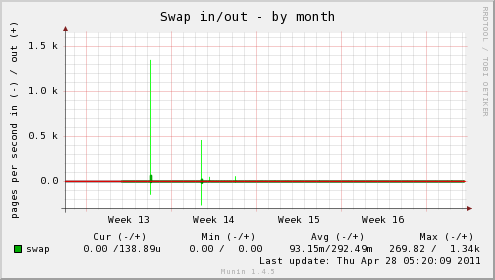 Swap in/out - by month
RRDTOOL / TOBI OETIKER
pages per second in (-) / out (+)
1.5 k
1.0 k
0.5 k
0.0
Week 13 Week 14 Week 15 Week 16
Cur (-/+) Min (-/+) Avg (-/+) Max (-/+)
swap 0.00 /138.89u 0.00 / 0.00 93.15m/292.49m 269.82 / 1.34k
Last update: Thu Apr 28 05:20:09 2011
Munin 1.4.5